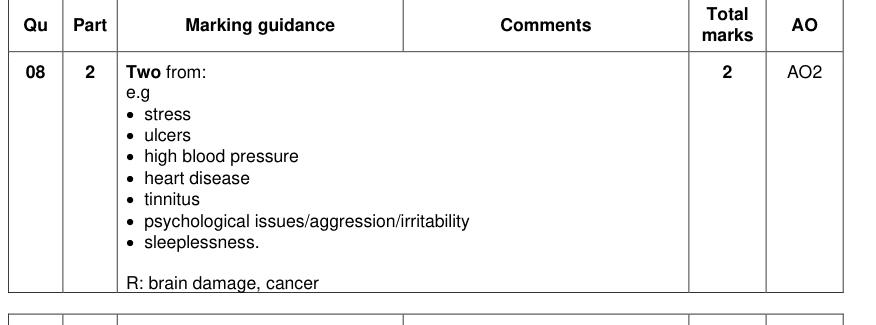 Qu Part Marking guidance Comments Total marks AO
08 2 Two from: 2 AO2
e.g
• stress
• ulcers
• high blood pressure
• heart disease
• tinnitus
• psychological issues/aggression/irritability
• sleeplessness.
R: brain damage, cancer